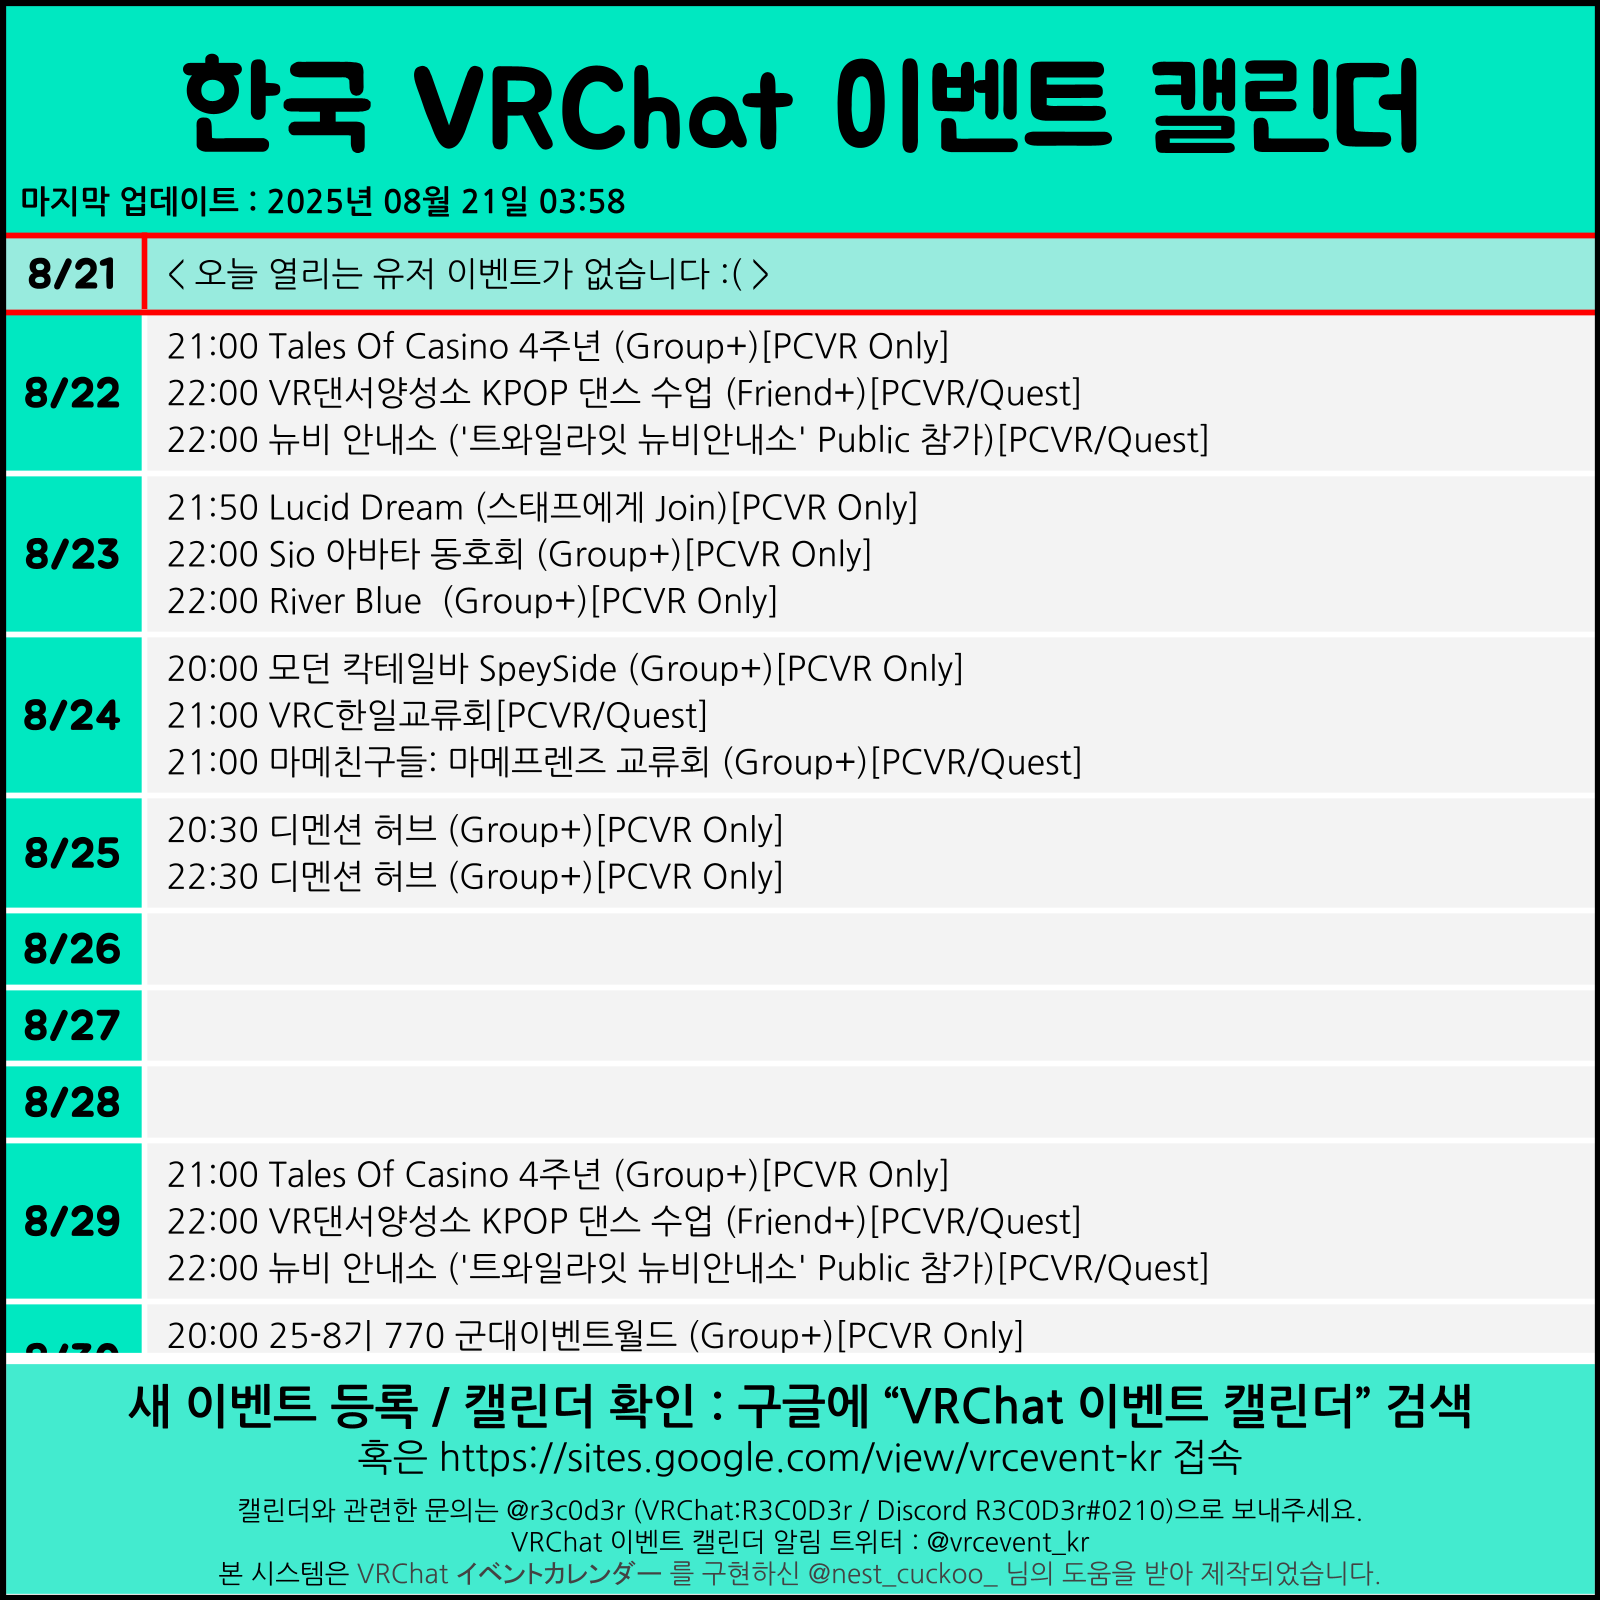 한국 VRChat 이벤트 캘린더
마지막 업데이트 : 2025년 08월 21일 03:58
8/21
< 오늘 열리는 유저 이벤트가 없습니다 :( >
8/22
21:00 Tales Of Casino 4주년 (Group+)[PCVR Only]
22:00 VR댄서양성소 KPOP 댄스 수업 (Friend+)[PCVR/Quest]
22:00 뉴비 안내소 ('트와일라잇 뉴비안내소' Public 참가)[PCVR/Quest]
8/23
21:50 Lucid Dream (스태프에게 Join)[PCVR Only]
22:00 Sio 아바타 동호회 (Group+)[PCVR Only]
22:00 River Blue  (Group+)[PCVR Only]
8/24
20:00 모던 칵테일바 SpeySide (Group+)[PCVR Only]
21:00 VRC한일교류회[PCVR/Quest]
21:00 마메친구들: 마메프렌즈 교류회 (Group+)[PCVR/Quest]
8/25
20:30 디멘션 허브 (Group+)[PCVR Only]
22:30 디멘션 허브 (Group+)[PCVR Only]
8/26
8/27
8/28
8/29
21:00 Tales Of Casino 4주년 (Group+)[PCVR Only]
22:00 VR댄서양성소 KPOP 댄스 수업 (Friend+)[PCVR/Quest]
22:00 뉴비 안내소 ('트와일라잇 뉴비안내소' Public 참가)[PCVR/Quest]
20:00 25-8기 770 군대이벤트월드 (Group+)[PCVR Only]
새 이벤트 등록 / 캘린더 확인 : 구글에 “VRChat 이벤트 캘린더” 검색
혹은 https://sites.google.com/view/vrcevent-kr 접속
캘린더와 관련한 문의는 @r3c0d3r (VRChat:R3C0D3r / Discord R3C0D3r#0210)으로 보내주세요.
VRChat 이벤트 캘린더 알림 트위터 : @vrcevent_kr
본 시스템은 VRChat イベントカレンダー 를 구현하신 @nest_cuckoo_ 님의 도움을 받아 제작되었습니다.